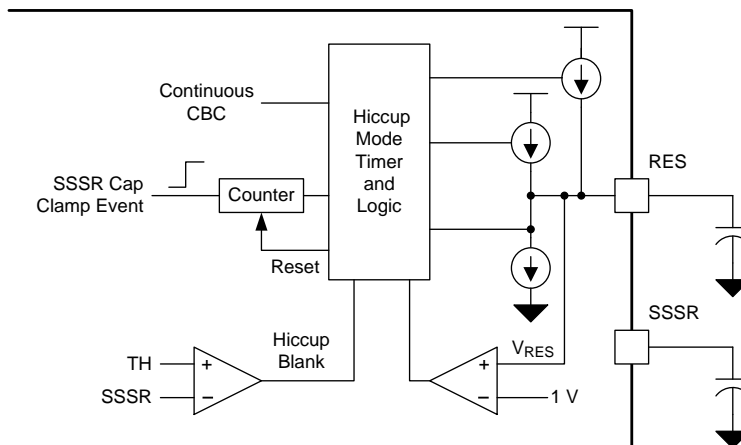 Continuous
CBC
Hiccup
Mode
Timer
and
Logic
RES
SSSR Cap
Clamp Event
Counter
Reset
SSSR
Hiccup
Blank
TH
+
SSSR
−
VRES
+
−
1 V